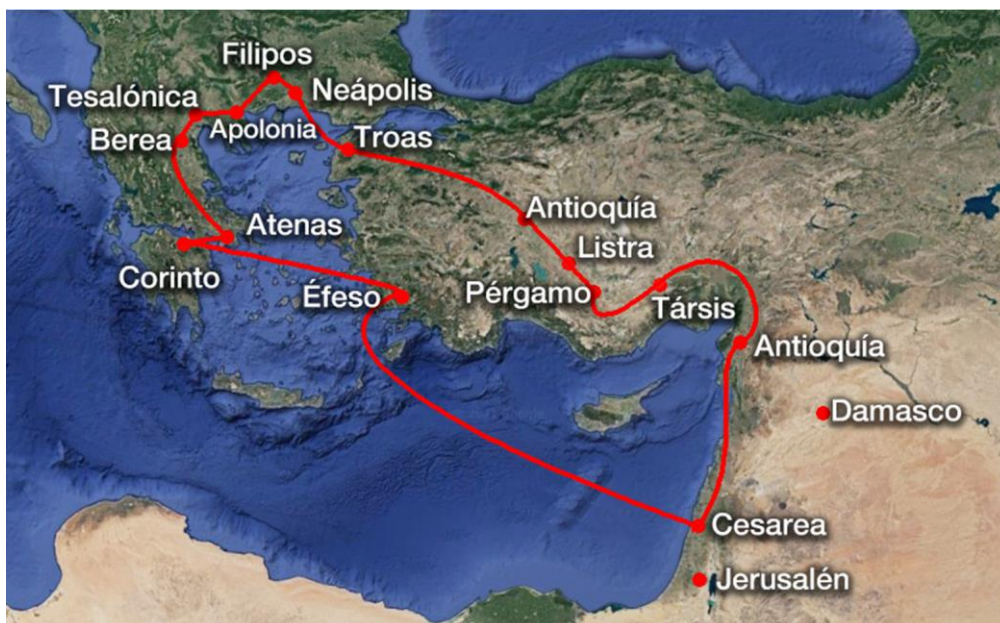 Filipos
Neápolis
Tesalónica
Apolonia
Berea
Troas
Antioquía
Atenas
Listra
Corinto
Éfeso
Pérgamo
Társis
Antioquía
Damasco
Cesarea
Jerusalén